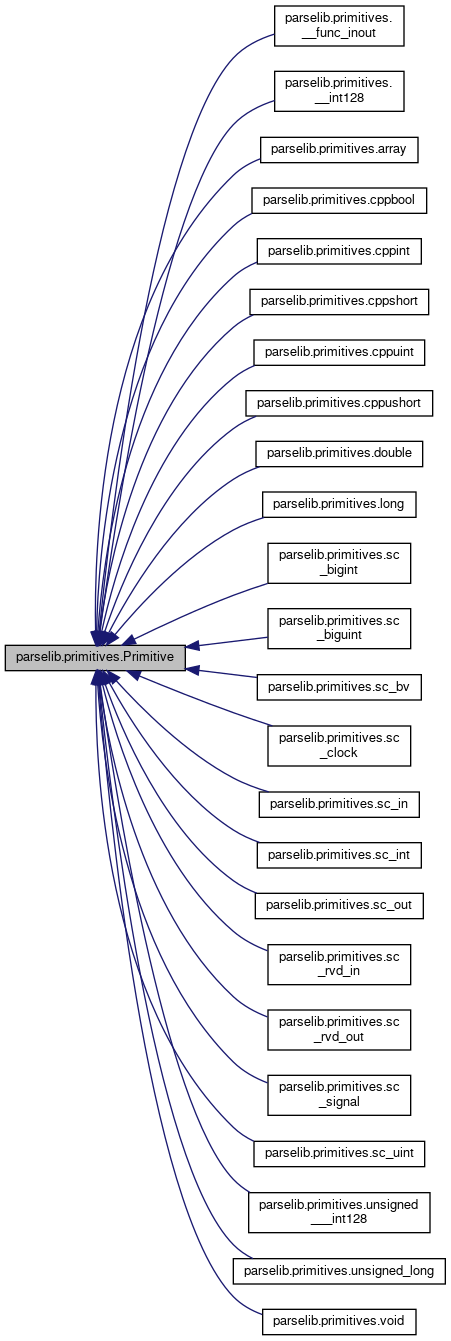 parselib.primitives.
__func_inout
parselib.primitives.
__int128
parselib.primitives.array
parselib.primitives.cppbool
parselib.primitives.cppint
parselib.primitives.cppshort
parselib.primitives.cppuint
parselib.primitives.cppushort
parselib.primitives.double
parselib.primitives.long
parselib.primitives.sc
_bigint
parselib.primitives.sc
_biguint
parselib.primitives.Primitive
parselib.primitives.sc_bv
parselib.primitives.sc
_clock
parselib.primitives.sc_in
parselib.primitives.sc_int
parselib.primitives.sc_out
parselib.primitives.sc
_rvd_in
parselib.primitives.sc
_rvd_out
parselib.primitives.sc
_signal
parselib.primitives.sc_uint
parselib.primitives.unsigned
___int128
parselib.primitives.unsigned_long
parselib.primitives.void